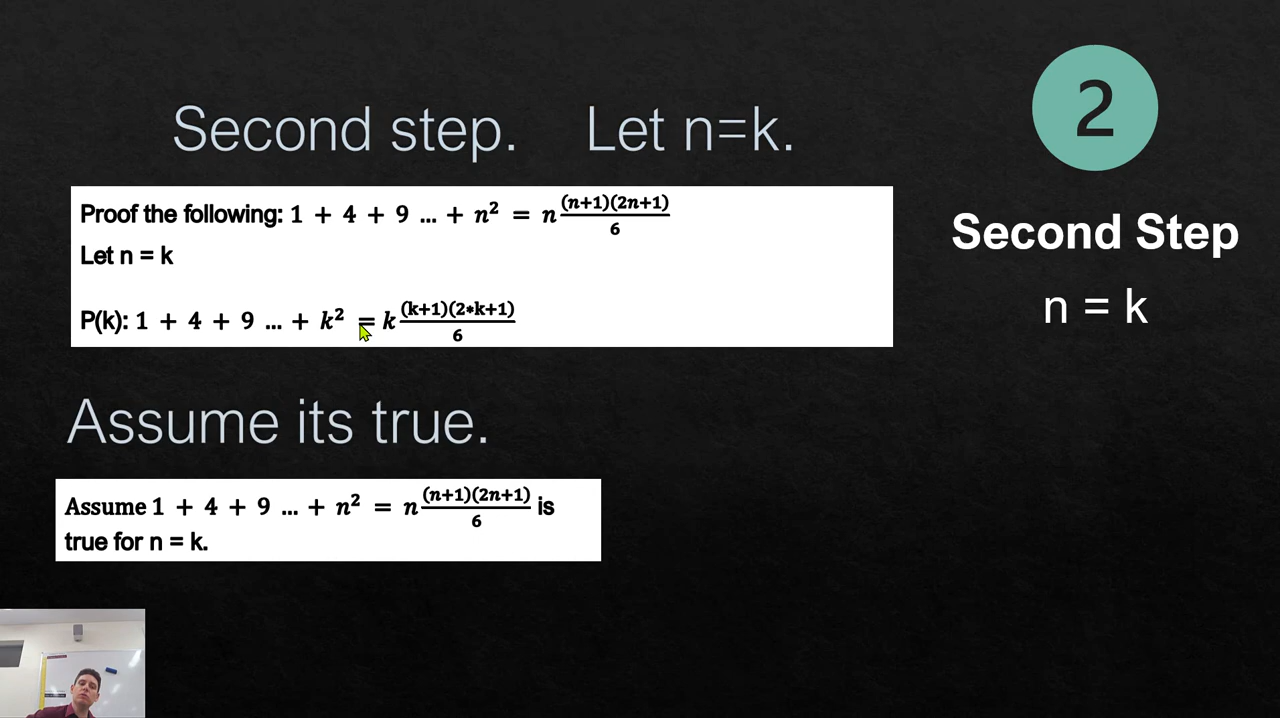 Second step. Let n=k.
Proof the following: 1 + 4 + 9 ... + n² = n (n+1)(2n+1)/6
Let n = k
P(k): 1 + 4 + 9 ... + k² = k (k+1)(2*k+1)/6
Assume its true.
Assume 1 + 4 + 9 ... + n² = n (n+1)(2n+1)/6 is
true for n = k.
2
Second Step
n = k